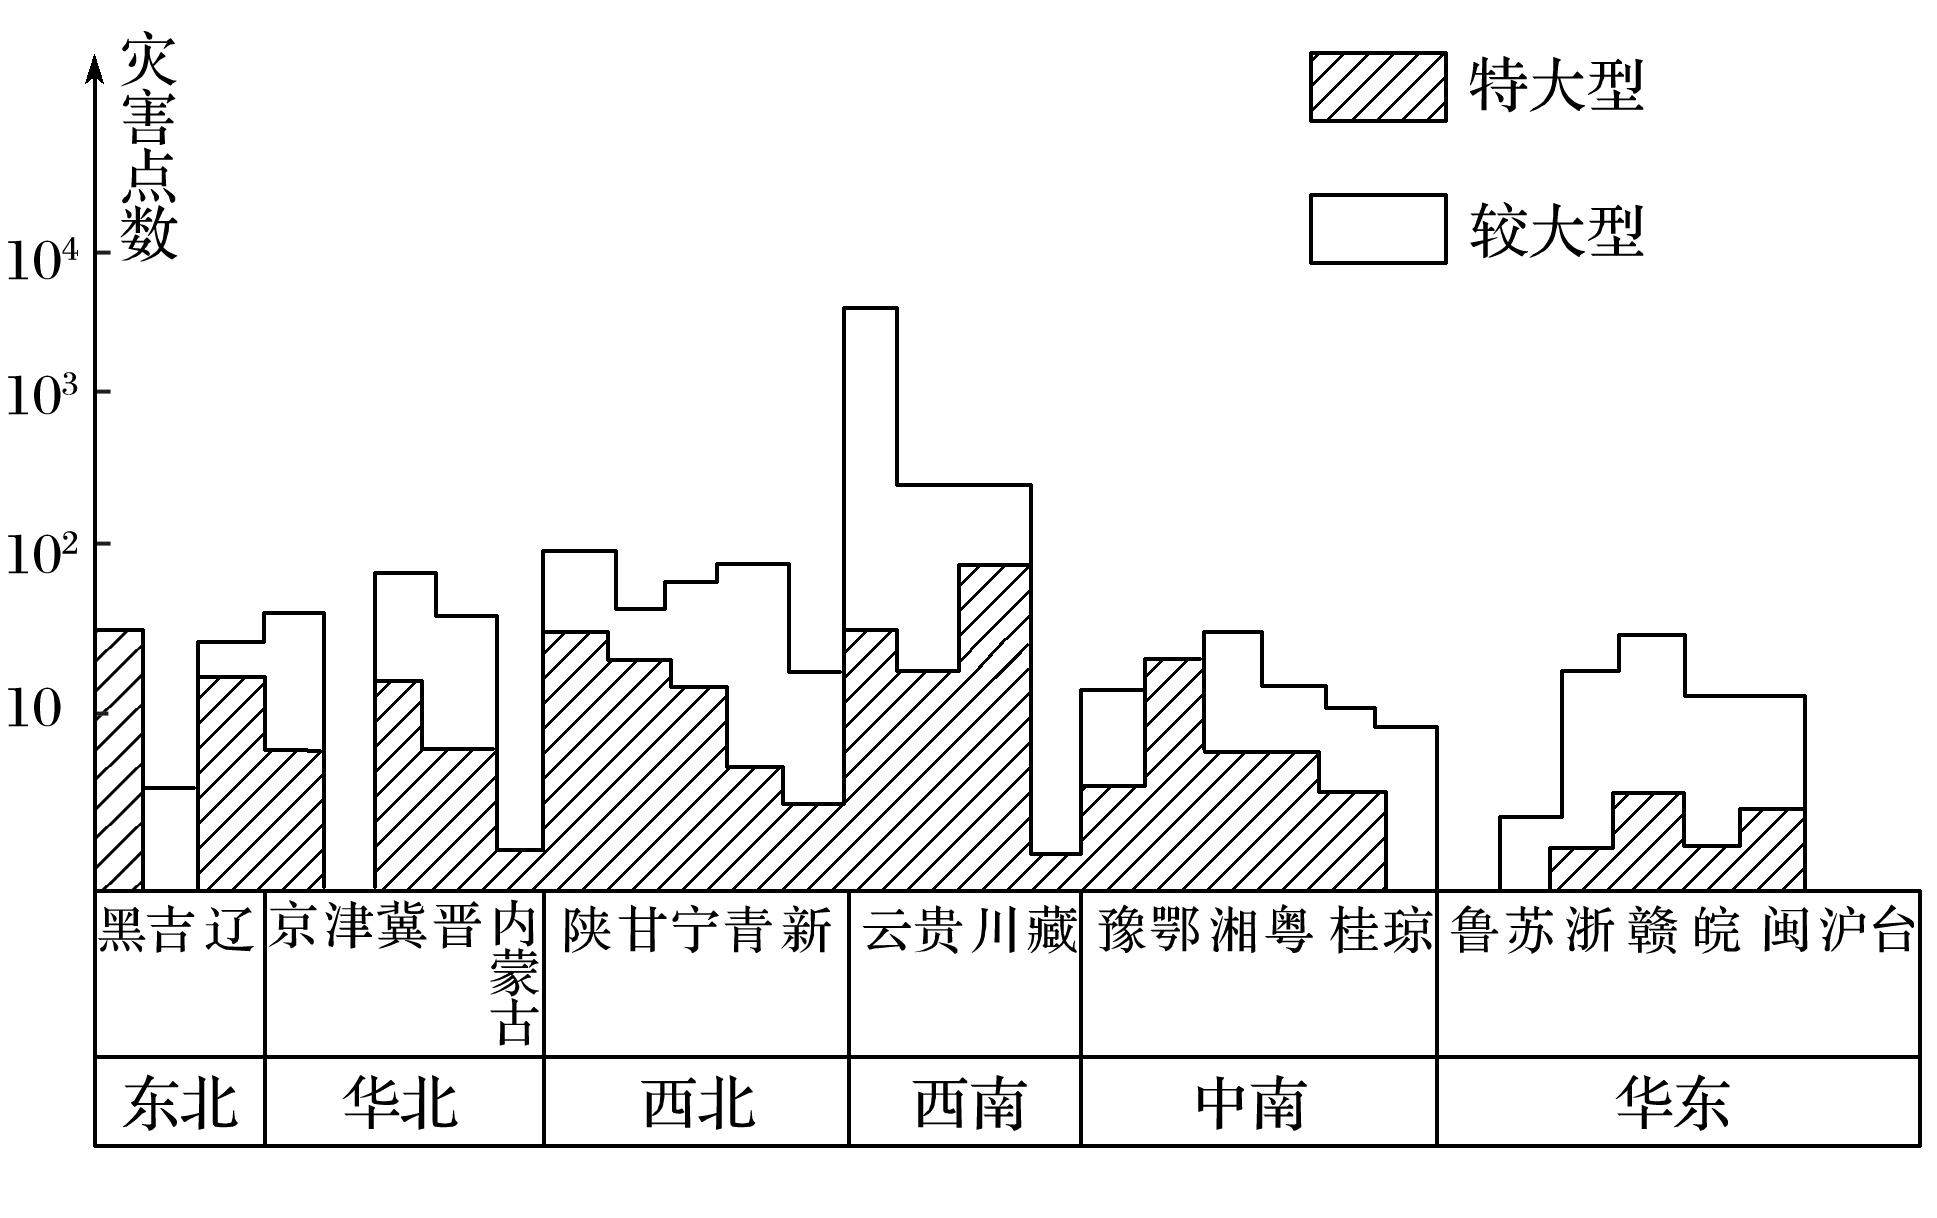 灾害点数
特大型
较大型
10⁴
10³
10²
10
黑吉辽 京津冀晋内蒙古 陕甘宁青新 云贵川藏 豫鄂湘粤桂琼 鲁苏浙赣皖闽沪台
东北 华北 西北 西南 中南 华东